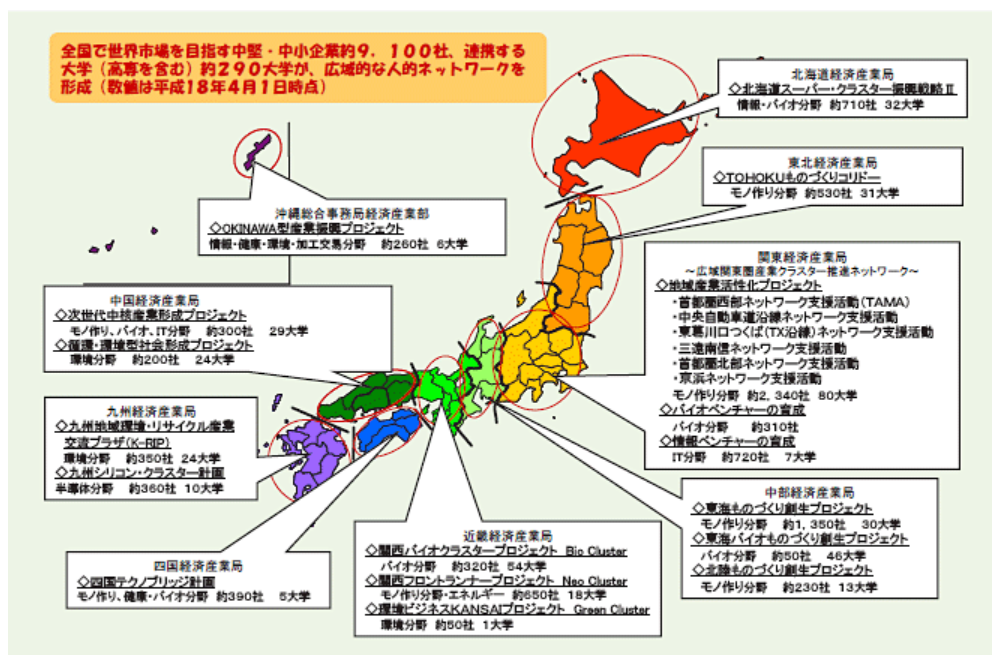 全国で世界市場を目指す中堅・中小企業約9,100社、連携する
大学（高専を含む）約290大学が、広域的な人的ネットワークを
形成（数値は平成18年4月1日時点）
北海道経済産業局
◇北海道スーパー・クラスター振興戦略Ⅱ
情報・バイオ分野 約710社 32大学
東北経済産業局
◇TOHOKUものづくりコリドー
モノ作り分野 約530社 31大学
沖縄総合事務局経済産業部
◇OKINAWA型産業振興プロジェクト
情報・健康・環境・加工交易分野 約260社 6大学
関東経済産業局
～広域関東圏産業クラスター推進ネットワーク～
◇地域産業活性化プロジェクト
・首都圏西部ネットワーク支援活動(TAMA)
・中央自動車道沿線ネットワーク支援活動
・東葛川口つくば(TX沿線)ネットワーク支援活動
・三遠南信ネットワーク支援活動
・首都圏北部ネットワーク支援活動
・京浜ネットワーク支援活動
モノ作り分野 約2,340社 80大学
◇バイオベンチャーの育成
バイオ分野 約310社
◇情報ベンチャーの育成
IT分野 約720社 7大学
中国経済産業局
◇次世代中核産業形成プロジェクト
モノ作り、バイオ、IT分野 約300社 29大学
◇循環・環境型社会形成プロジェクト
環境分野 約200社 24大学
九州経済産業局
◇九州地域環境・リサイクル産業
交流プラザ(K-RIP)
環境分野 約350社 24大学
◇九州シリコン・クラスター計画
半導体分野 約360社 10大学
中部経済産業局
◇東海ものづくり創生プロジェクト
モノ作り分野 約1,350社 30大学
◇東海バイオものづくり創生プロジェクト
バイオ分野 約50社 46大学
◇北陸ものづくり創生プロジェクト
モノ作り分野 約230社 13大学
近畿経済産業局
◇関西バイオクラスタープロジェクト Bio Cluster
バイオ分野 約320社 54大学
◇関西フロントランナープロジェクト Neo Cluster
モノ作り分野・エネルギー 約650社 18大学
◇環境ビジネスKANSAIプロジェクト Green Cluster
環境分野 約50社 1大学
四国経済産業局
◇四国テクノブリッジ計画
モノ作り、健康・バイオ分野 約390社 5大学